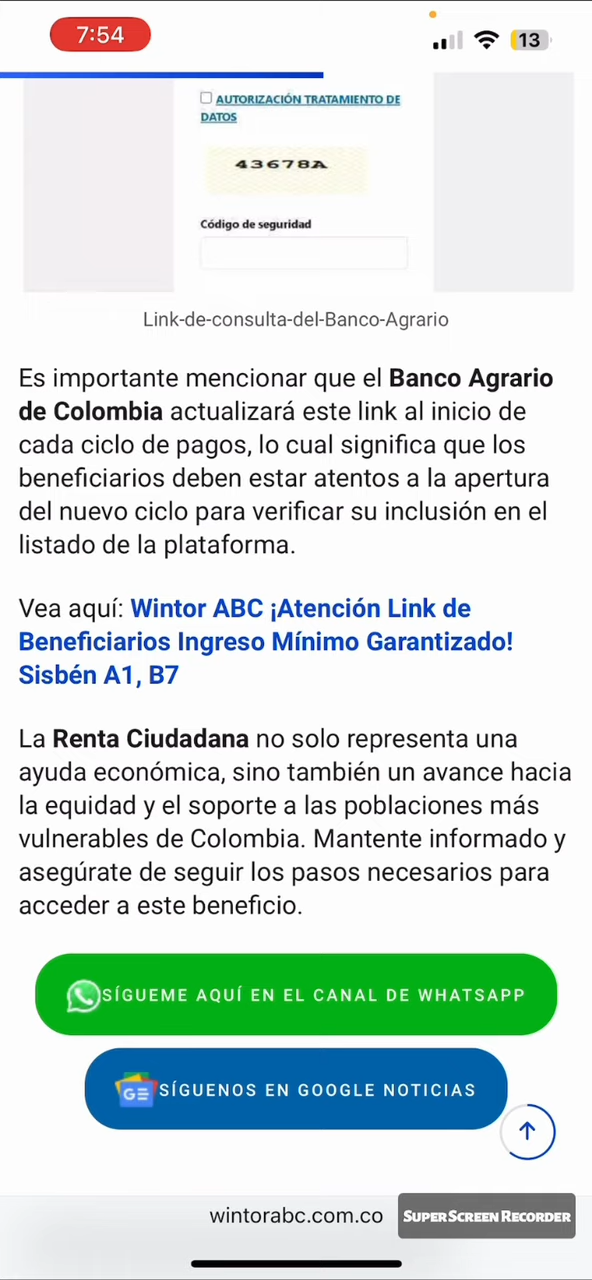 7:54
13
AUTORIZACIÓN TRATAMIENTO DE
DATOS
43678A
Código de seguridad
Link-de-consulta-del-Banco-Agrario
Es importante mencionar que el Banco Agrario
de Colombia actualizará este link al inicio de
cada ciclo de pagos, lo cual significa que los
beneficiarios deben estar atentos a la apertura
del nuevo ciclo para verificar su inclusión en el
listado de la plataforma.
Vea aquí: Wintor ABC ¡Atención Link de
Beneficiarios Ingreso Mínimo Garantizado!
Sisbén A1, B7
La Renta Ciudadana no solo representa una
ayuda económica, sino también un avance hacia
la equidad y el soporte a las poblaciones más
vulnerables de Colombia. Mantente informado y
asegúrate de seguir los pasos necesarios para
acceder a este beneficio.
SÍGUEME AQUÍ EN EL CANAL DE WHATSAPP
GE SÍGUENOS EN GOOGLE NOTICIAS
wintorabc.com.co
SUPER SCREEN RECORDER